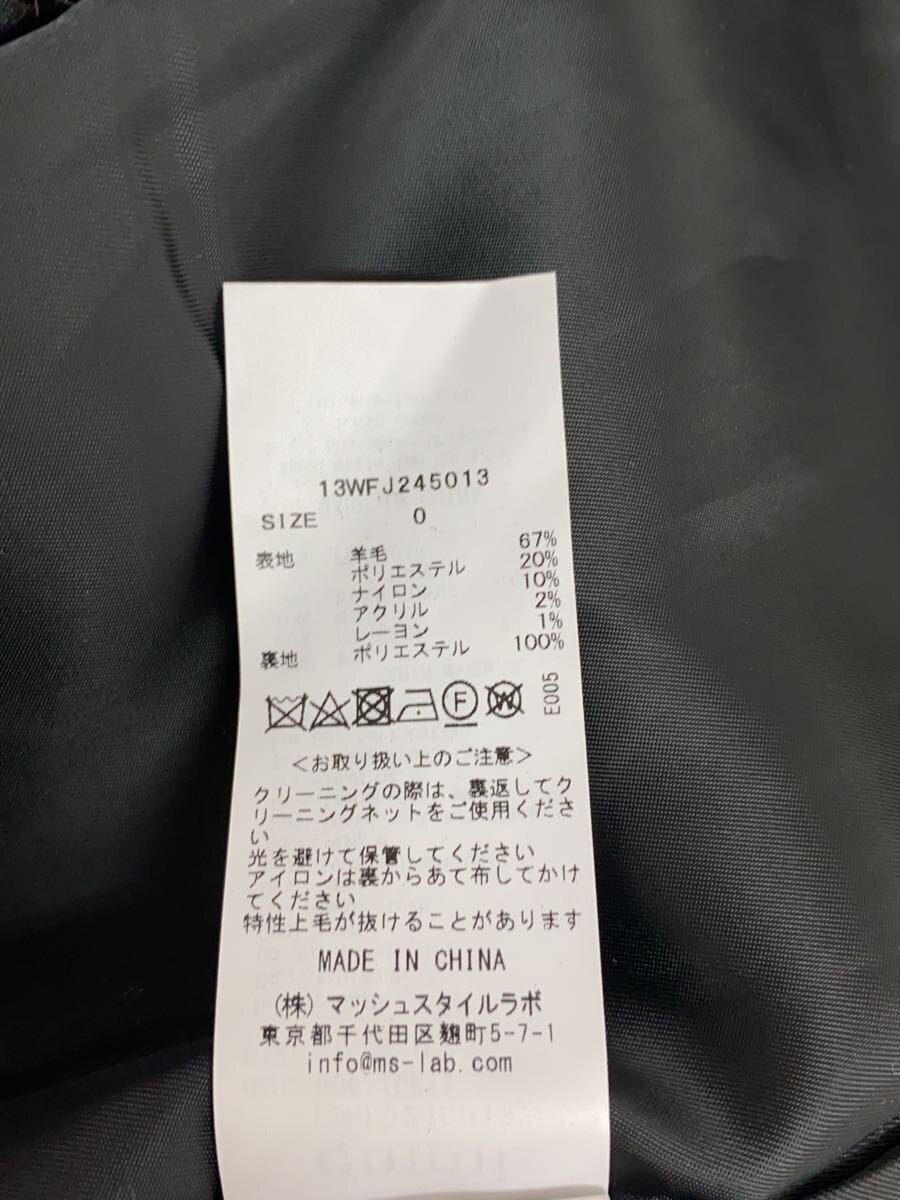 13WFJ245013
SIZE 0
表地 羊毛 67%
ポリエステル 20%
ナイロン 10%
アクリル 2%
レーヨン 1%
裏地 ポリエステル 100%
F W E005
<お取り扱い上のご注意>
クリーニングの際は、裏返してク
リーニングネットをご使用くださ
い
光を避けて保管してください
アイロンは裏からあて布してかけ
てください
特性上毛が抜けることがあります
MADE IN CHINA
(株)マッシュスタイルラボ
東京都千代田区麹町5-7-1
info@ms-lab.com